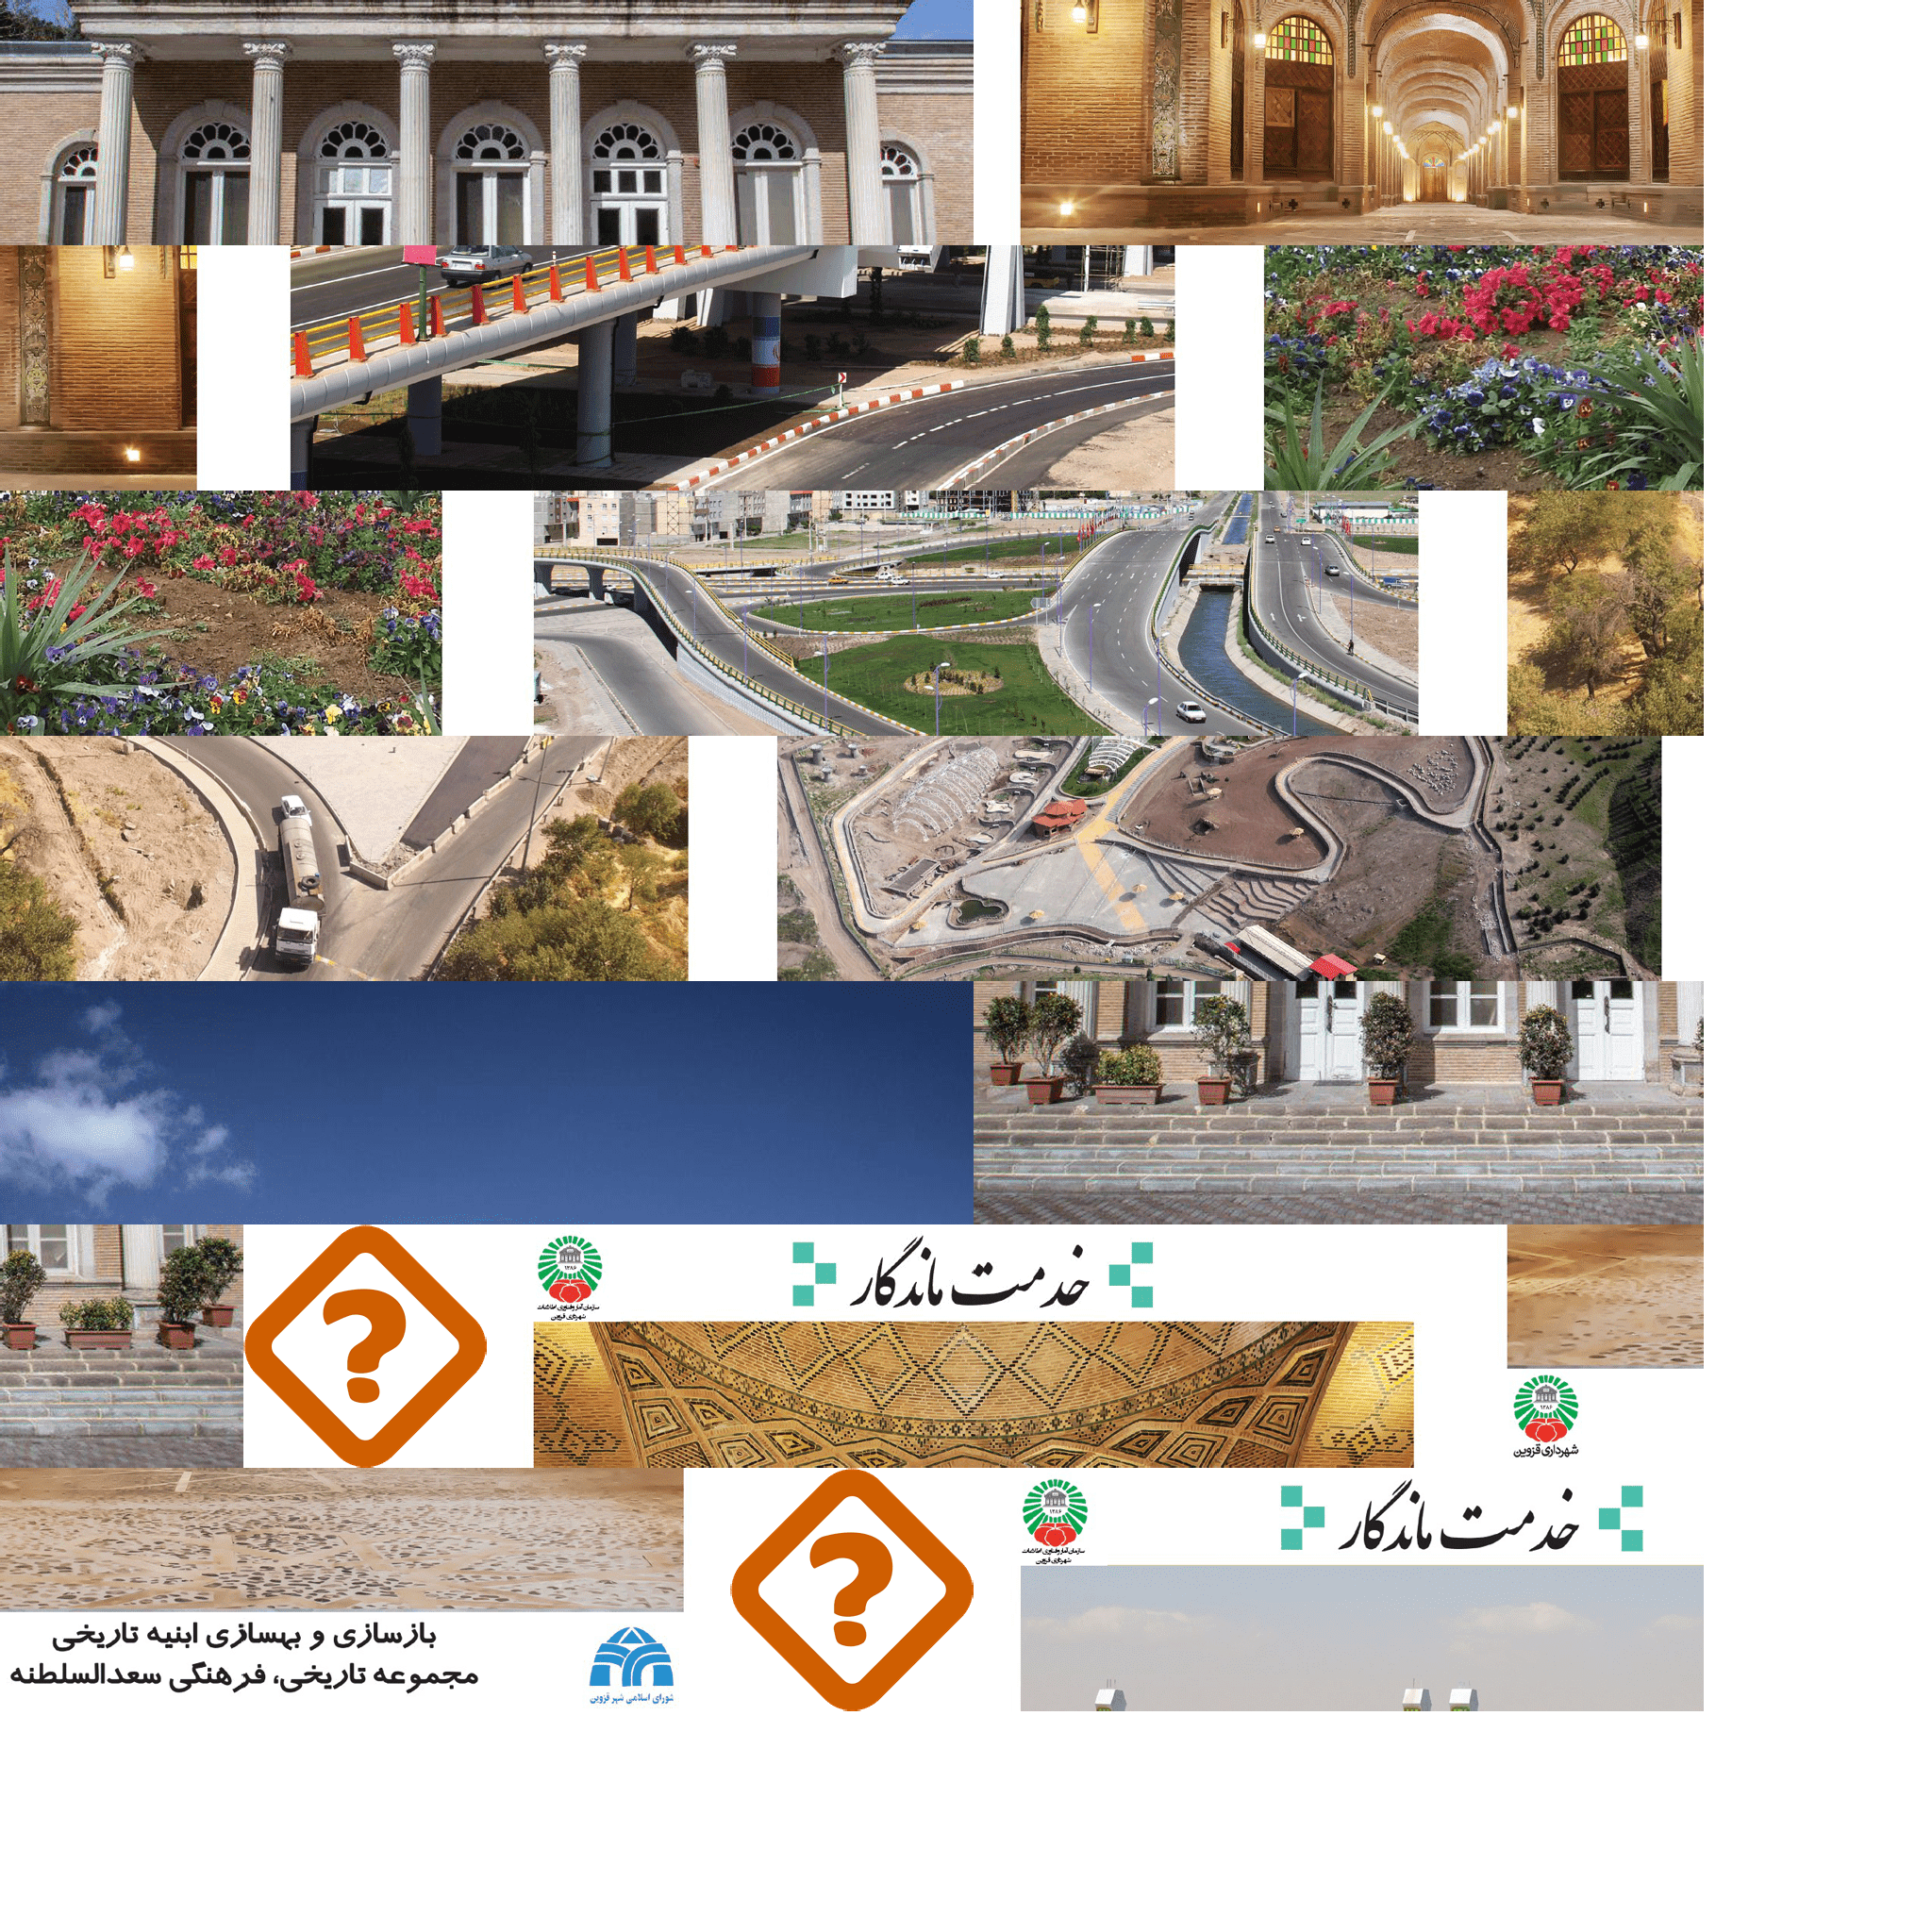 ?
سازمان آمار و فناوری اطلاعات
شهرداری قزوین
خدمت ماندگار
۱۳۸۶
شهرداری قزوین
?
۱۳۸۶
سازمان آمار و فناوری اطلاعات
شهرداری قزوین
خدمت ماندگار
بازسازی و بهسازی ابنیه تاریخی
مجموعه تاریخی، فرهنگی سعدالسلطنه
شورای اسلامی شهر قزوین